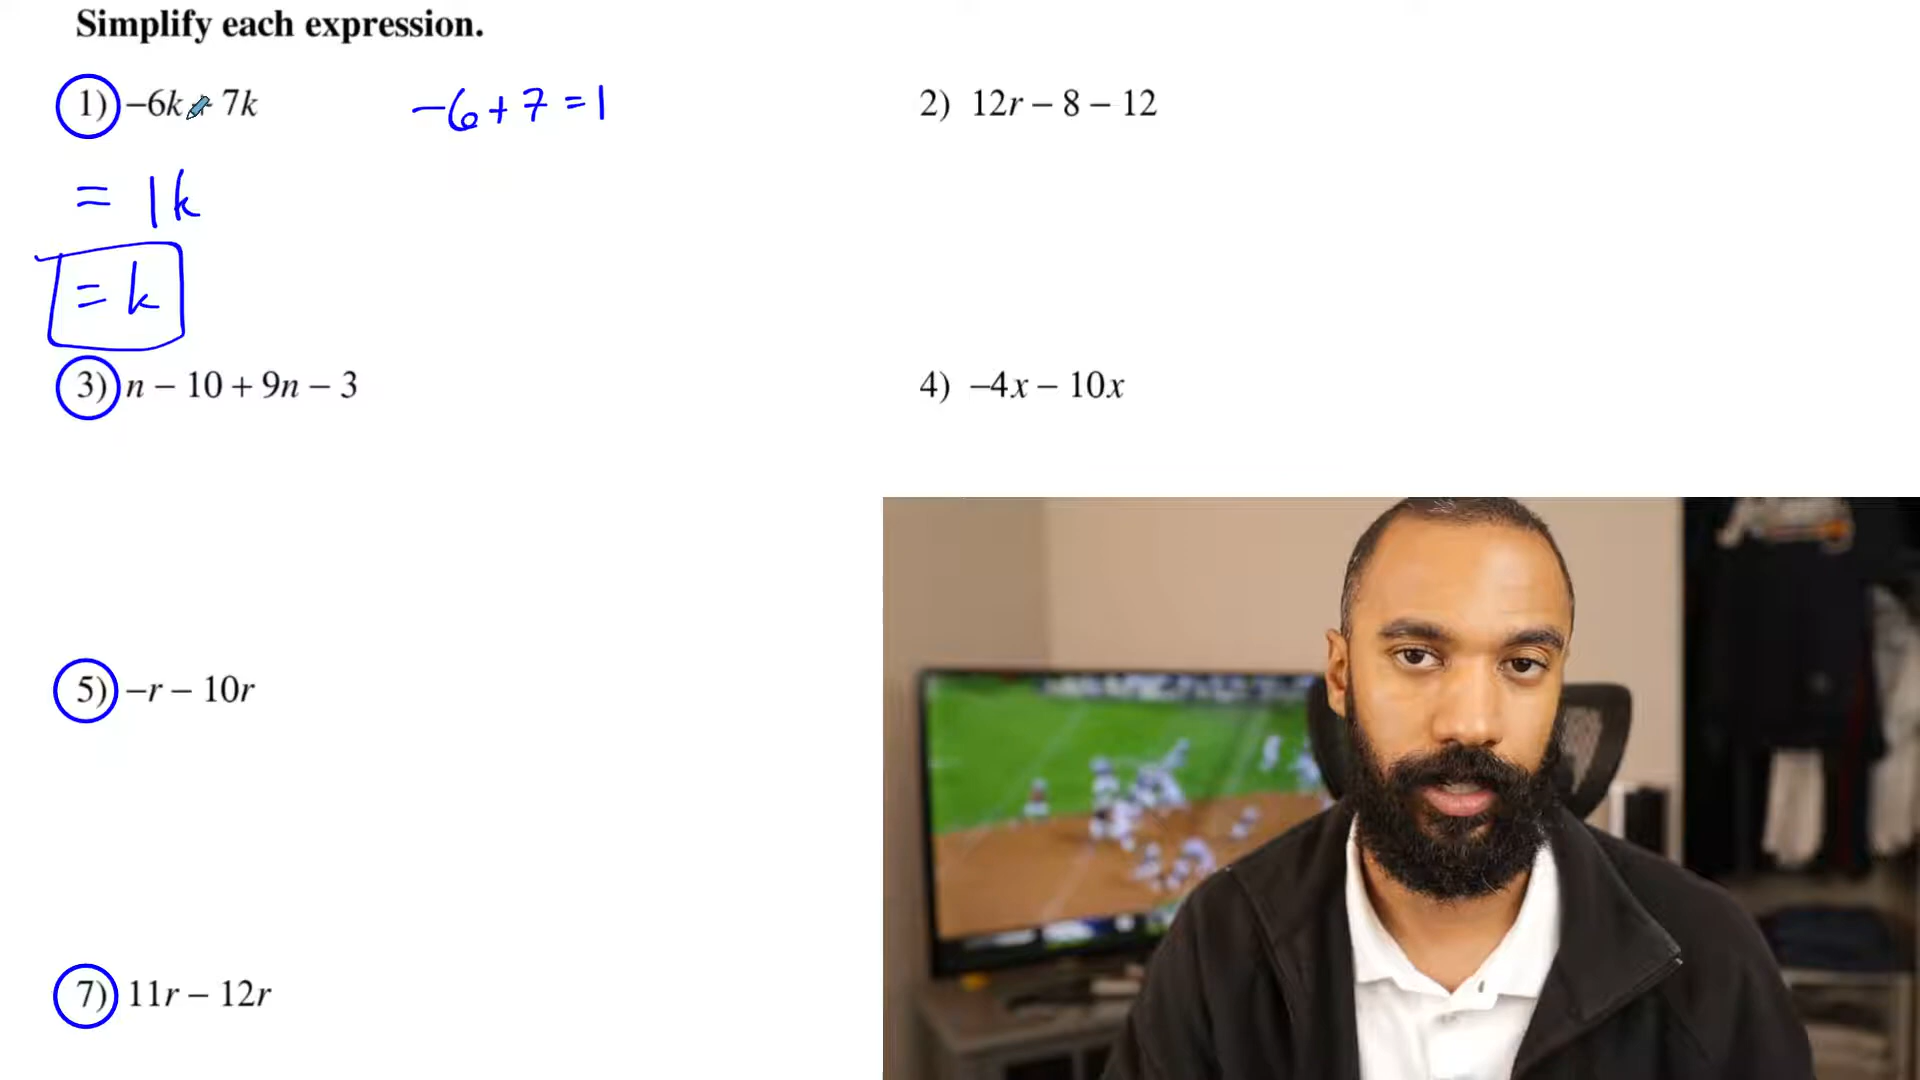 Simplify each expression.
1) −6k + 7k
−6 + 7 = 1
2) 12r − 8 − 12
= 1k
= k
3) n − 10 + 9n − 3
4) −4x − 10x
5) −r − 10r
7) 11r − 12r